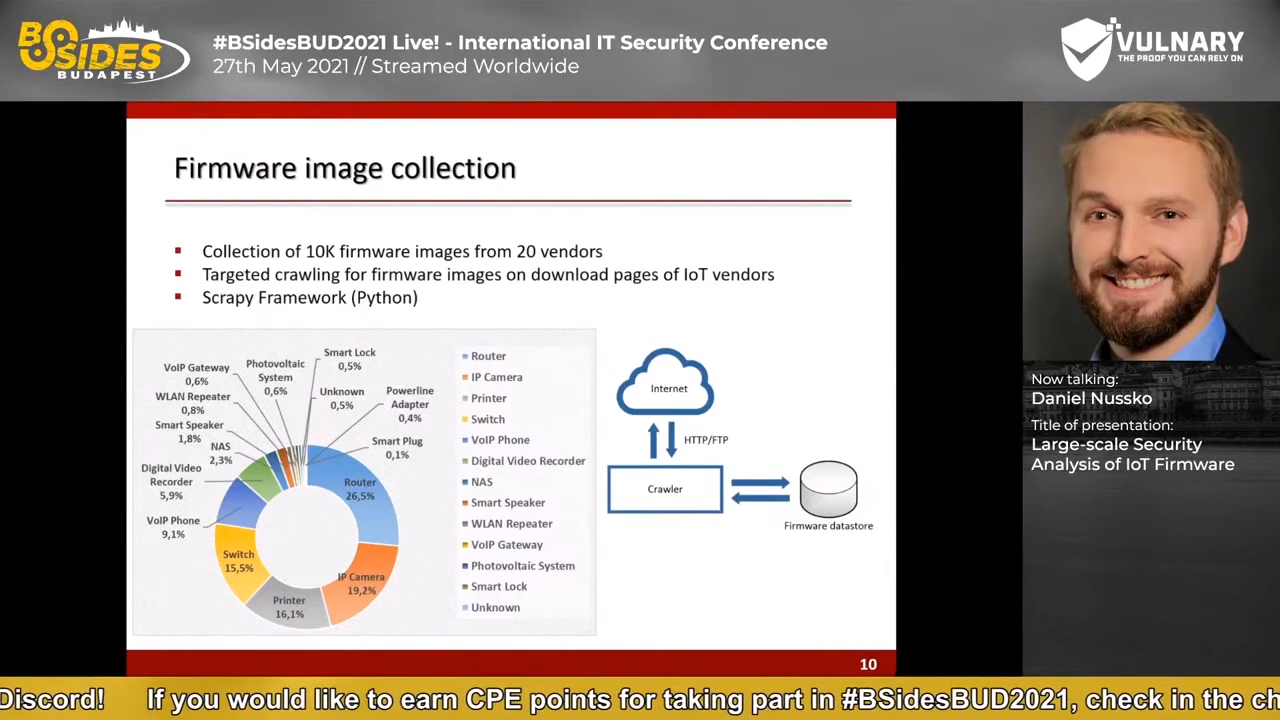 BSIDES
BUDAPEST
#BSidesBUD2021 Live! - International IT Security Conference
27th May 2021 // Streamed Worldwide
VULNARY
THE PROOF YOU CAN RELY ON
Firmware image collection
Collection of 10K firmware images from 20 vendors
Targeted crawling for firmware images on download pages of IoT vendors
Scrapy Framework (Python)
Smart Lock
0,5%
Photovoltaic
System
0,6%
VoIP Gateway
0,6%
Unknown
0,5%
Powerline
Adapter
0,4%
WLAN Repeater
0,8%
Smart Speaker
1,8%
Smart Plug
0,1%
NAS
2,3%
Digital Video
Recorder
5,9%
VoIP Phone
9,1%
Router
26,5%
Switch
15,5%
IP Camera
19,2%
Printer
16,1%
Router
IP Camera
Printer
Switch
VoIP Phone
Digital Video Recorder
NAS
Smart Speaker
WLAN Repeater
VoIP Gateway
Photovoltaic System
Smart Lock
Unknown
Internet
HTTP/FTP
Crawler
Firmware datastore
10
Now talking:
Daniel Nussko
Title of presentation:
Large-scale Security
Analysis of IoT Firmware
Discord! If you would like to earn CPE points for taking part in #BSidesBUD2021, check in the ch